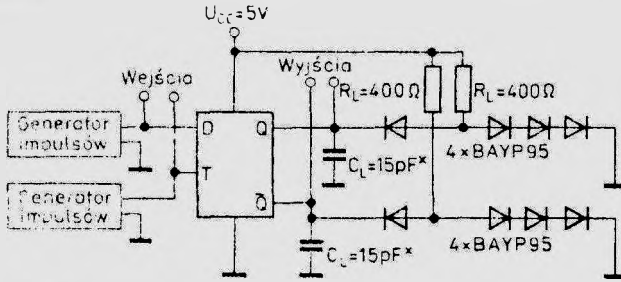 U_CC=5V
Wejścia
Wyjścia
R_L=400Ω
R_L=400Ω
Generator
impulsów
D
Q
T
Q̅
C_L=15pF*
4×BAYP95
Generator
impulsów
C_L=15pF*
4×BAYP95